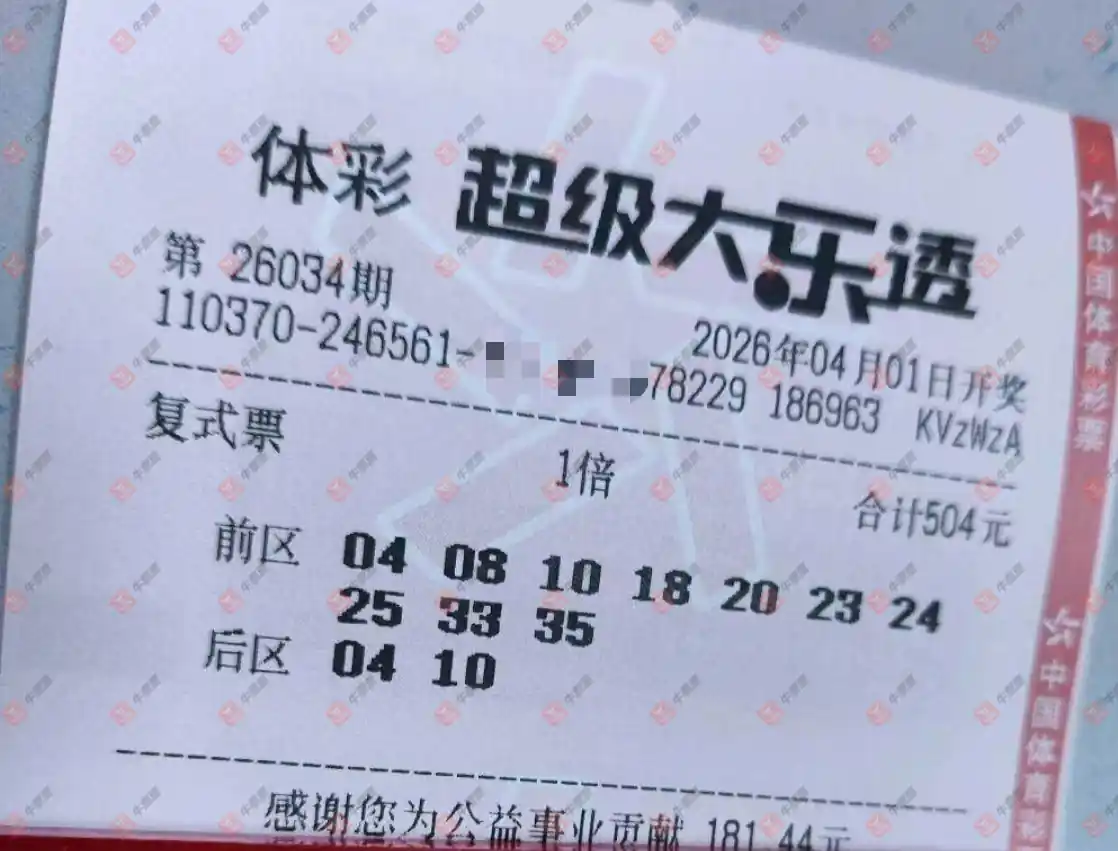 体彩 超级大乐透
第 26034期
2026年04月01日开奖
110370-246561-
78229 186963 KVzWzA
复式票
1倍
合计504元
前区 04 08 10 18 20 23 24
25 33 35
后区 04 10
感谢您为公益事业贡献 181.44元
中国体育彩票
中国体育彩